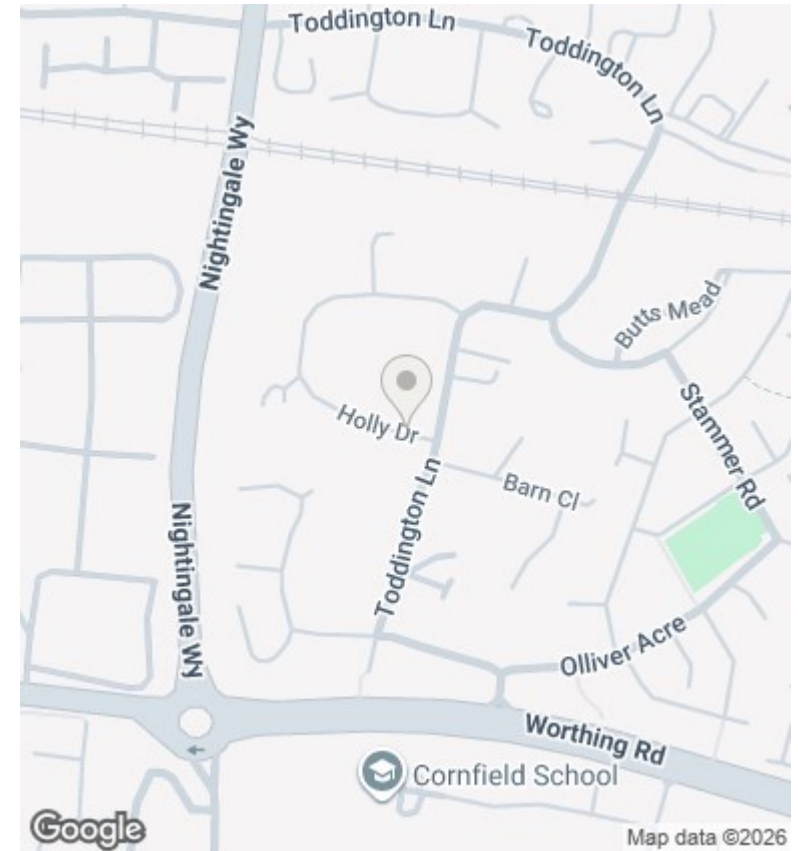 Toddington Ln
Toddington Ln
Nightingale Wy
Butts Mead
Stammer Rd
Holly Dr
Barn Cl
Toddington Ln
Nightingale Wy
Olliver Acre
Worthing Rd
Cornfield School
Google
Map data ©2026